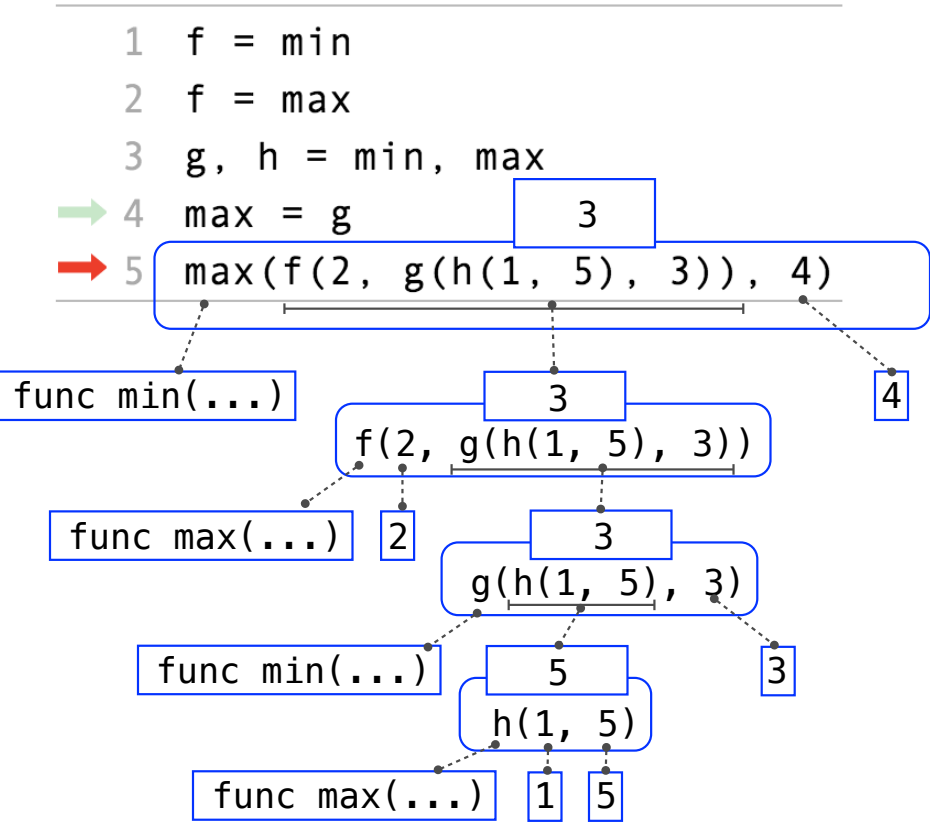 1 f = min
2 f = max
3 g, h = min, max
3
4 max = g
5 max(f(2, g(h(1, 5), 3)), 4)
func min(...)
3
4
f(2, g(h(1, 5), 3))
func max(...)
2
3
g(h(1, 5), 3)
func min(...)
5
3
h(1, 5)
func max(...)
1
5